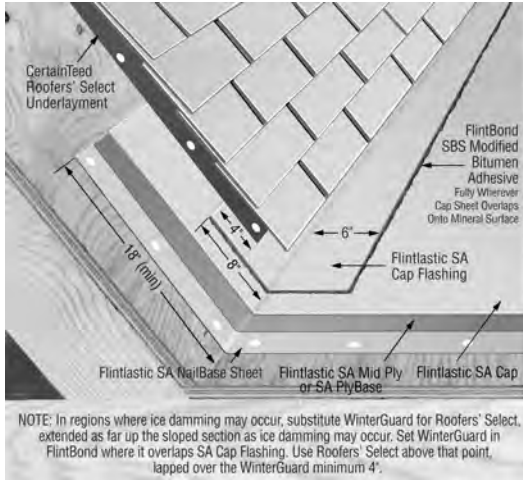 CertainTeed
Roofers' Select
Underlayment
FlintBond
SBS Modified
Bitumen
Adhesive
Fully Wherever
Cap Sheet Overlaps
Onto Mineral Surface
4"
6"
8"
18" (min)
Flintlastic SA
Cap Flashing
Flintlastic SA NailBase Sheet
Flintlastic SA Mid Ply
or SA PlyBase
Flintlastic SA Cap
NOTE: In regions where ice damming may occur, substitute WinterGuard for Roofers' Select,
extended as far up the sloped section as ice damming may occur. Set WinterGuard in
FlintBond where it overlaps SA Cap Flashing. Use Roofers' Select above that point,
lapped over the WinterGuard minimum 4".